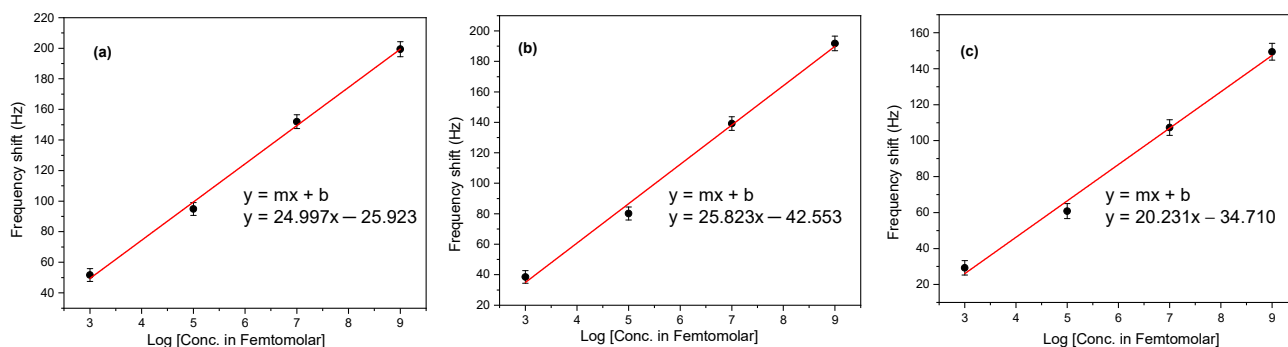 (a)
220
200
180
160
140
120
100
80
60
40
Frequency shift (Hz)
y = mx + b
y = 24.997x – 25.923
3 4 5 6 7 8 9
Log [Conc. in Femtomolar]
(b)
200
180
160
140
120
100
80
60
40
20
Frequency shift (Hz)
y = mx + b
y = 25.823x – 42.553
3 4 5 6 7 8 9
Log [Conc. in Femtomolar]
(c)
160
140
120
100
80
60
40
20
Frequency shift (Hz)
y = mx + b
y = 20.231x – 34.710
3 4 5 6 7 8 9
Log [Conc. in Femtomolar]